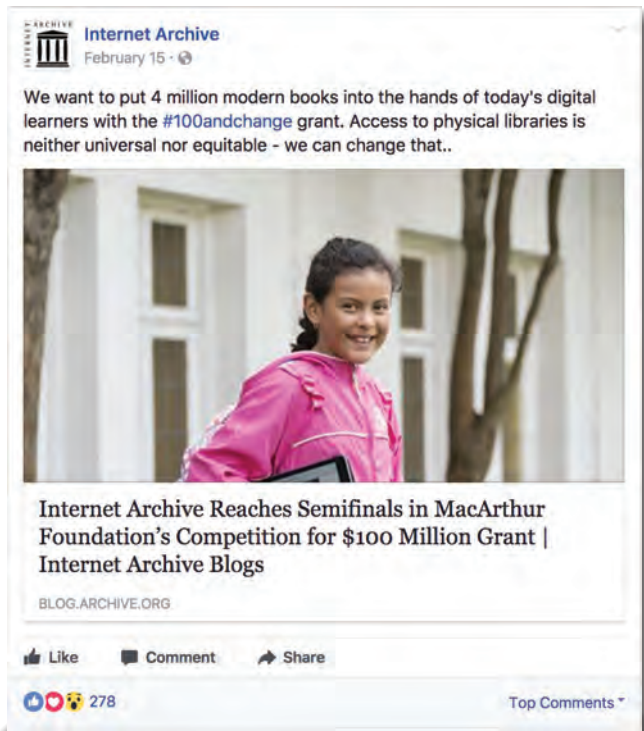 INTERNET ARCHIVE
Internet Archive
February 15 ·
We want to put 4 million modern books into the hands of today's digital
learners with the #100andchange grant. Access to physical libraries is
neither universal nor equitable - we can change that..
Internet Archive Reaches Semifinals in MacArthur
Foundation's Competition for $100 Million Grant |
Internet Archive Blogs
BLOG.ARCHIVE.ORG
Like Comment Share
278 Top Comments